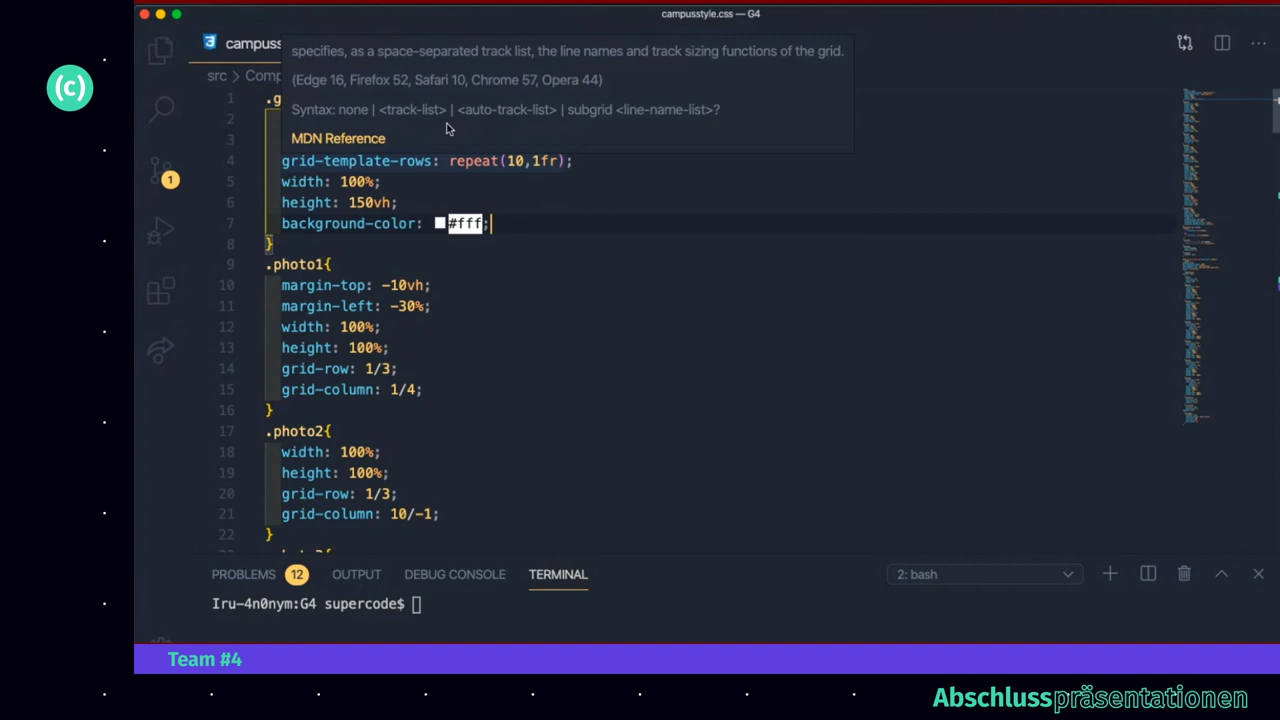 campusstyle.css — G4
(c)
campuss
specifies, as a space-separated track list, the line names and track sizing functions of the grid.
src > Comp
(Edge 16, Firefox 52, Safari 10, Chrome 57, Opera 44)
1 .g
Syntax: none | <track-list> | <auto-track-list> | subgrid <line-name-list>?
2
3
MDN Reference
4 grid-template-rows: repeat(10,1fr);
5 width: 100%;
6 height: 150vh;
7 background-color: #fff;
8 }
9 .photo1{
10 margin-top: -10vh;
11 margin-left: -30%;
12 width: 100%;
13 height: 100%;
14 grid-row: 1/3;
15 grid-column: 1/4;
16 }
17 .photo2{
18 width: 100%;
19 height: 100%;
20 grid-row: 1/3;
21 grid-column: 10/-1;
22 }
1
PROBLEMS 12 OUTPUT DEBUG CONSOLE TERMINAL 2: bash
Iru-4n0nym:G4 supercode$
Team #4
Abschlusspräsentationen